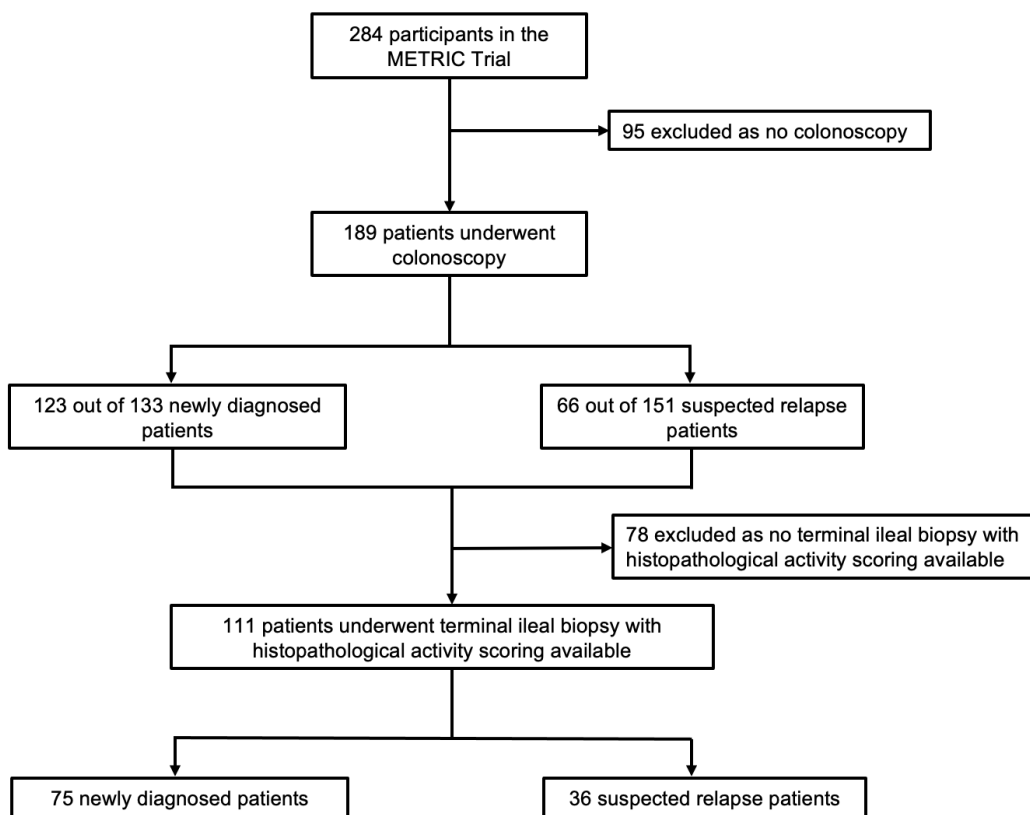 284 participants in the
METRIC Trial
95 excluded as no colonoscopy
189 patients underwent
colonoscopy
123 out of 133 newly diagnosed
patients
66 out of 151 suspected relapse
patients
78 excluded as no terminal ileal biopsy with
histopathological activity scoring available
111 patients underwent terminal ileal biopsy with
histopathological activity scoring available
75 newly diagnosed patients
36 suspected relapse patients